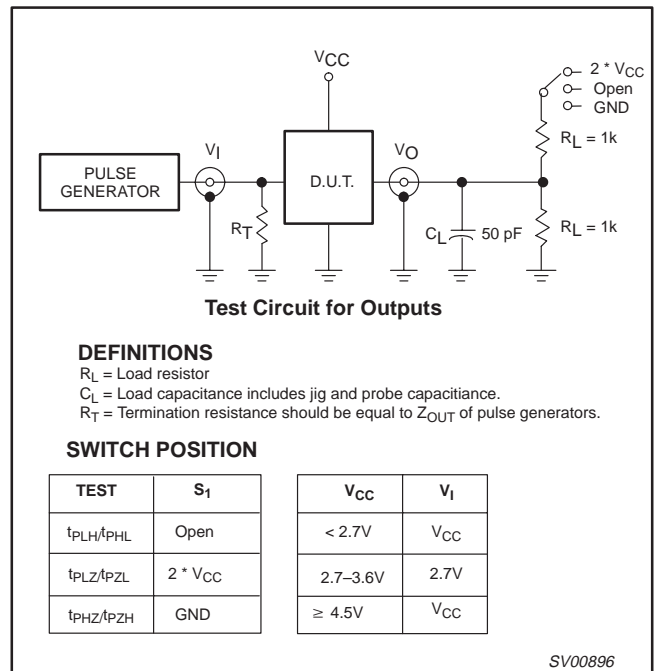 VCC
2 * VCC
Open
GND
RL = 1k
VI
VO
PULSE
GENERATOR
D.U.T.
RT
CL
50 pF
RL = 1k
Test Circuit for Outputs
DEFINITIONS
RL = Load resistor
CL = Load capacitance includes jig and probe capacitiance.
RT = Termination resistance should be equal to ZOUT of pulse generators.
SWITCH POSITION
TEST S1
tPLH/tPHL Open
tPLZ/tPZL 2 * VCC
tPHZ/tPZH GND
VCC VI
< 2.7V VCC
2.7–3.6V 2.7V
≥ 4.5V VCC
SV00896